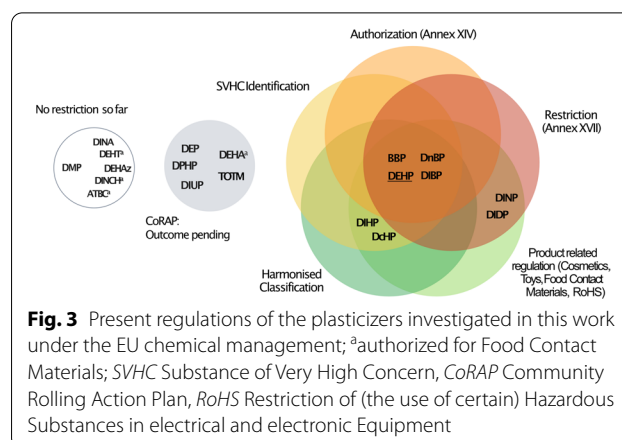 Authorization (Annex XIV)
SVHC Identification
No restriction so far
Restriction
(Annex XVII)
DINA
DEHTᵃ
DMP
DEHAz
DINCHᵃ
ATBCᵃ
DEP
DEHAᵃ
DPHP
TOTM
DIUP
BBP DnBP
DEHP DIBP
DINP
DIDP
DIHP
DcHP
CoRAP:
Outcome pending
Harmonised
Classification
Product related
regulation (Cosmetics,
Toys, Food Contact
Materials, RoHS)
Fig. 3 Present regulations of the plasticizers investigated in this work
under the EU chemical management; ᵃauthorized for Food Contact
Materials; SVHC Substance of Very High Concern, CoRAP Community
Rolling Action Plan, RoHS Restriction of (the use of certain) Hazardous
Substances in electrical and electronic Equipment